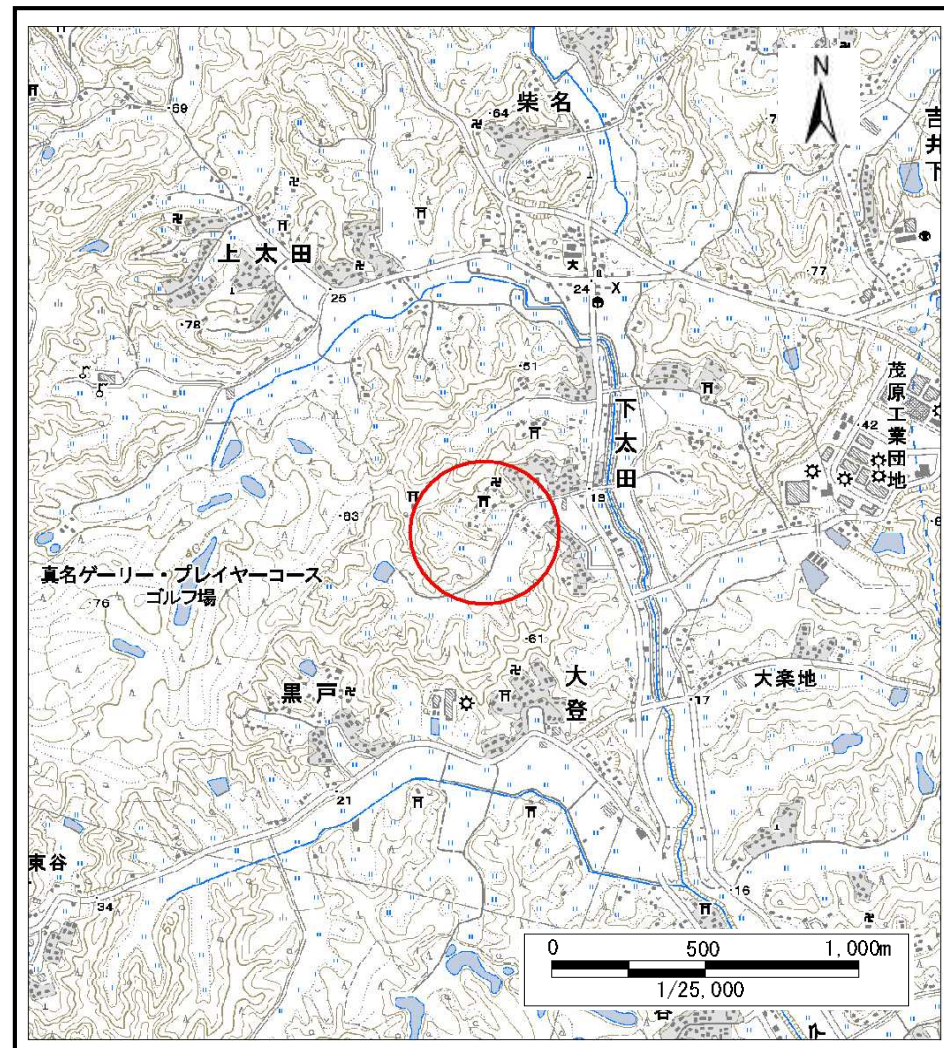 N
柴名
64
69
吉井下
上太田
77
24
25
78
茂原工業団地
61
42
下太田
19
63
真名ゲーリー・プレイヤーコース
ゴルフ場
76
61
大登
黒戸
大楽地
17
21
東谷
34
16
0 500 1,000m
1/25,000
谷